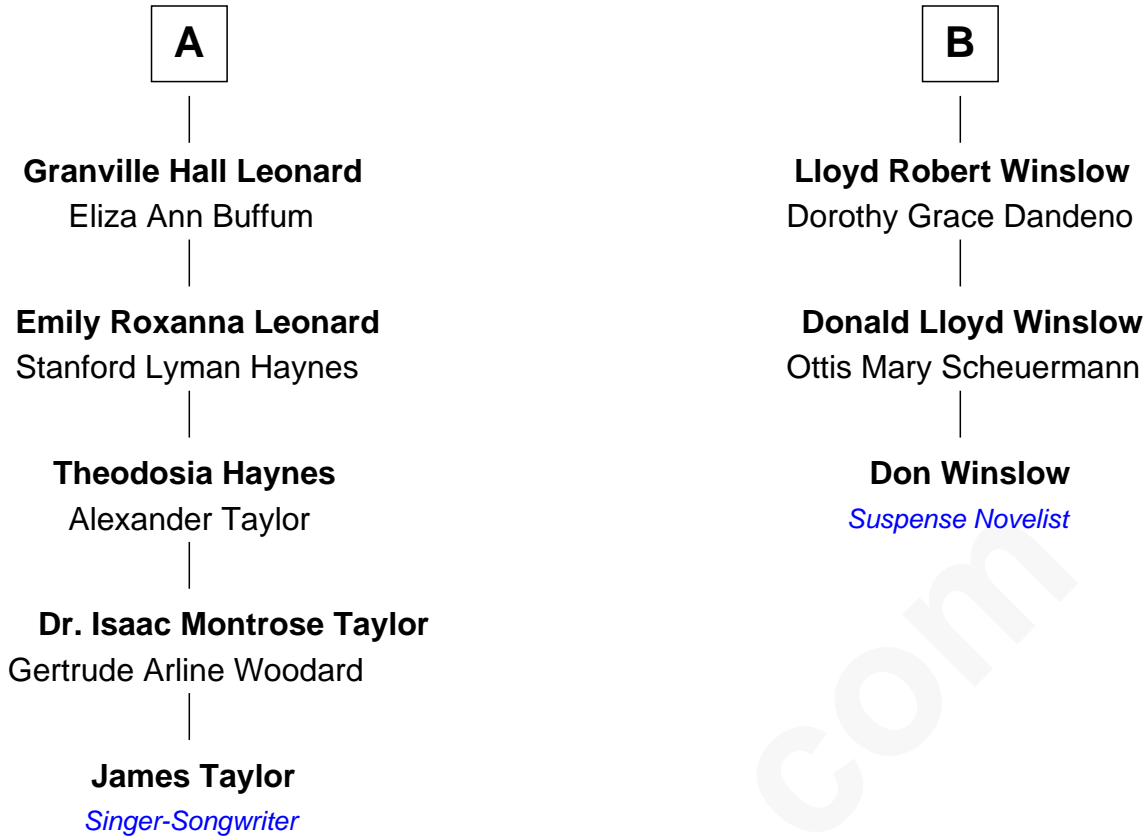 A
Granville Hall Leonard
Eliza Ann Buffum
Emily Roxanna Leonard
Stanford Lyman Haynes
Theodosia Haynes
Alexander Taylor
Dr. Isaac Montrose Taylor
Gertrude Arline Woodard
James Taylor
Singer-Songwriter
B
Lloyd Robert Winslow
Dorothy Grace Dandeno
Donald Lloyd Winslow
Ottis Mary Scheuermann
Don Winslow
Suspense Novelist
com